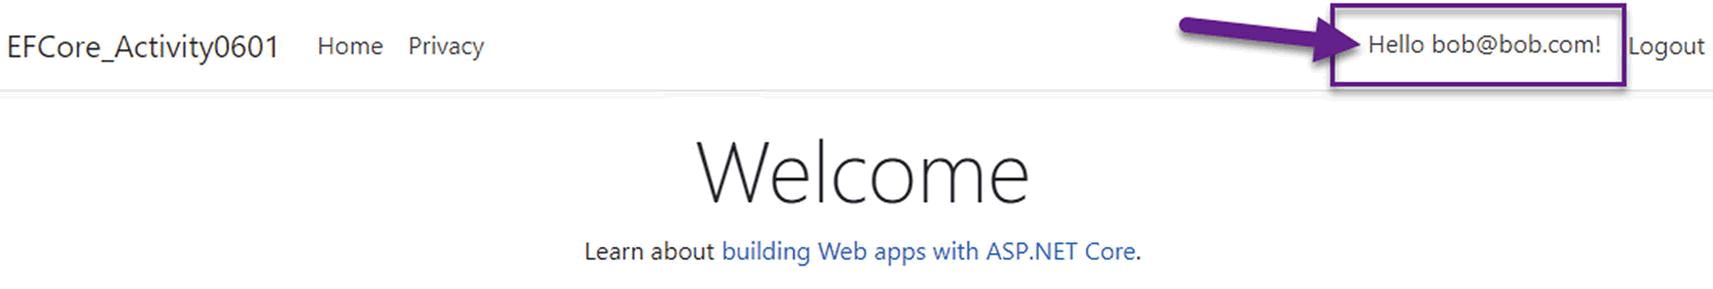 EFCore_Activity0601 Home Privacy Hello bob@bob.com! Logout
Welcome
Learn about building Web apps with ASP.NET Core.